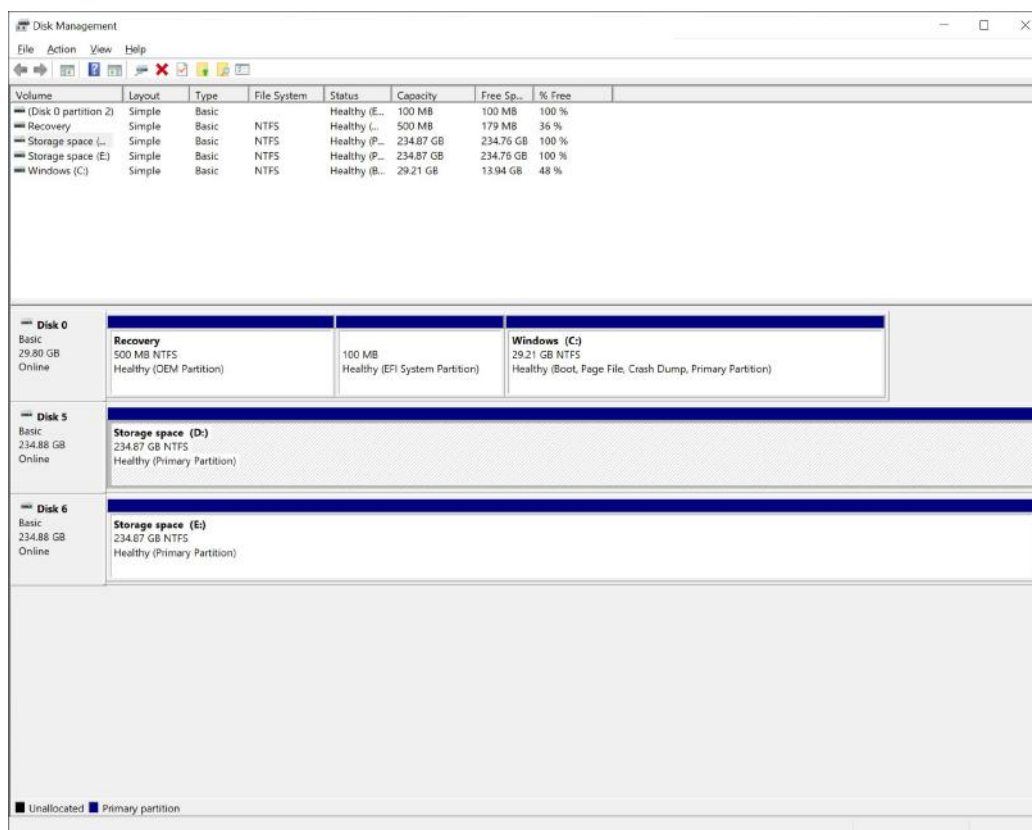 Disk Management
File Action View Help
Volume Layout Type File System Status Capacity Free Sp... % Free
(Disk 0 partition 2) Simple Basic Healthy (E... 100 MB 100 MB 100 %
Recovery Simple Basic NTFS Healthy (... 500 MB 179 MB 36 %
Storage space (... Simple Basic NTFS Healthy (P... 234.87 GB 234.76 GB 100 %
Storage space (E:) Simple Basic NTFS Healthy (P... 234.87 GB 234.76 GB 100 %
Windows (C:) Simple Basic NTFS Healthy (B... 29.21 GB 13.94 GB 48 %
Disk 0
Basic
29.80 GB
Online
Recovery
500 MB NTFS
Healthy (OEM Partition)
100 MB
Healthy (EFI System Partition)
Windows (C:)
29.21 GB NTFS
Healthy (Boot, Page File, Crash Dump, Primary Partition)
Disk 5
Basic
234.88 GB
Online
Storage space (D:)
234.87 GB NTFS
Healthy (Primary Partition)
Disk 6
Basic
234.88 GB
Online
Storage space (E:)
234.87 GB NTFS
Healthy (Primary Partition)
Unallocated Primary partition